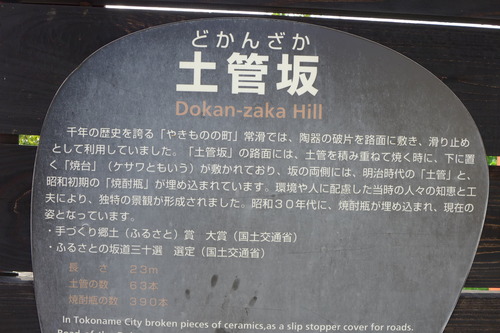 どかんざか
土管坂
Dokan-zaka Hill
千年の歴史を誇る「やきものの町」常滑では、陶器の破片を路面に敷き、滑り止め
として利用していました。「土管坂」の路面には、土管を積み重ねて焼く時に、下に置
く「焼台」（ケサワともいう）が敷かれており、坂の両側には、明治時代の「土管」と、
昭和初期の「焼酎瓶」が埋め込まれています。環境や人に配慮した当時の人々の知恵と工
夫により、独特の景観が形成されました。昭和30年代に、焼酎瓶が埋め込まれ、現在の
姿となっています。
・手づくり郷土（ふるさと）賞 大賞（国土交通省）
・ふるさとの坂道三十選 選定（国土交通省）
長さ 23m
土管の数 63本
焼酎瓶の数 390本
In Tokoname City broken pieces of ceramics,as a slip stopper cover for roads.